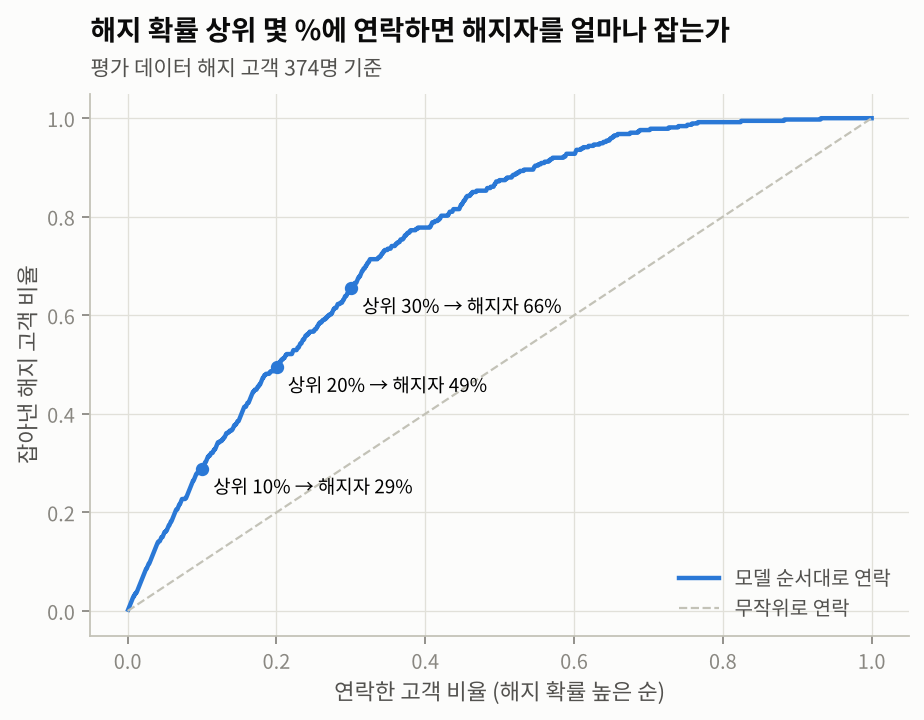 해지 확률 상위 몇 %에 연락하면 해지자를 얼마나 잡는가
평가 데이터 해지 고객 374명 기준
잡아낸 해지 고객 비율
1.0
0.8
0.6
0.4
0.2
0.0
상위 30% → 해지자 66%
상위 20% → 해지자 49%
상위 10% → 해지자 29%
모델 순서대로 연락
무작위로 연락
0.0 0.2 0.4 0.6 0.8 1.0
연락한 고객 비율 (해지 확률 높은 순)